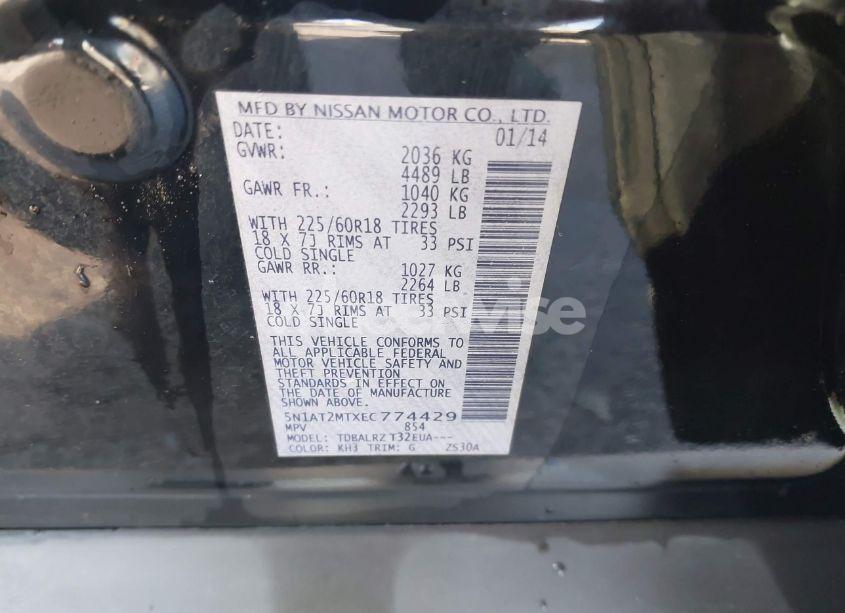 MFD BY NISSAN MOTOR CO., LTD.
DATE: 01/14
GVWR: 2036 KG
4489 LB
GAWR FR.: 1040 KG
2293 LB
WITH 225/60R18 TIRES
18 X 7J RIMS AT 33 PSI
COLD SINGLE
GAWR RR.: 1027 KG
2264 LB
WITH 225/60R18 TIRES
18 X 7J RIMS AT 33 PSI
COLD SINGLE
THIS VEHICLE CONFORMS TO
ALL APPLICABLE FEDERAL
MOTOR VEHICLE SAFETY AND
THEFT PREVENTION
STANDARDS IN EFFECT ON
THE DATE OF MANUFACTURE
SHOWN ABOVE.
5N1AT2MTXEC774429
MPV 854
MODEL: TDBALRZ T32EUA---
COLOR: KH3 TRIM: G ZS30A